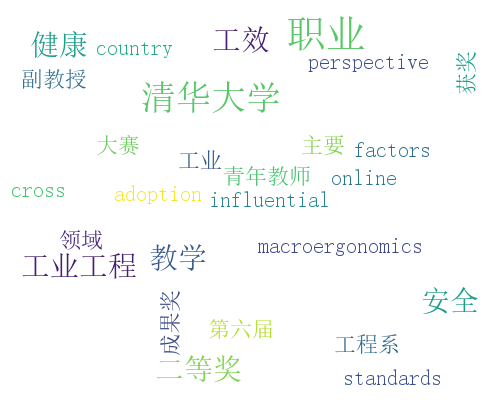 职业
工效
健康
country
perspective
获奖
副教授
清华大学
大赛
主要
factors
工业
青年教师
online
cross
adoption
influential
领域
教学
macroergonomics
工业工程
安全
成果奖
第六届
工程系
二等奖
standards